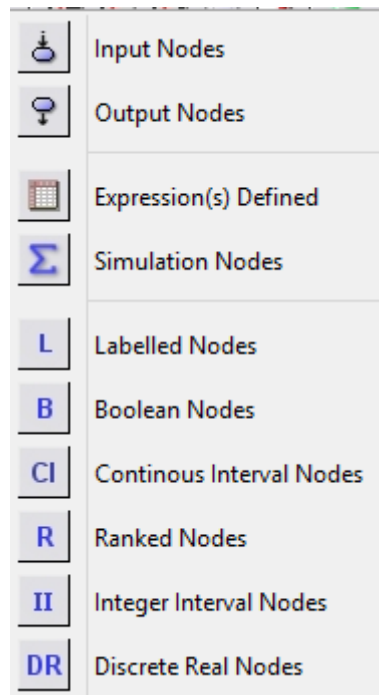 Input Nodes
Output Nodes
Expression(s) Defined
Σ Simulation Nodes
L Labelled Nodes
B Boolean Nodes
CI Continous Interval Nodes
R Ranked Nodes
II Integer Interval Nodes
DR Discrete Real Nodes